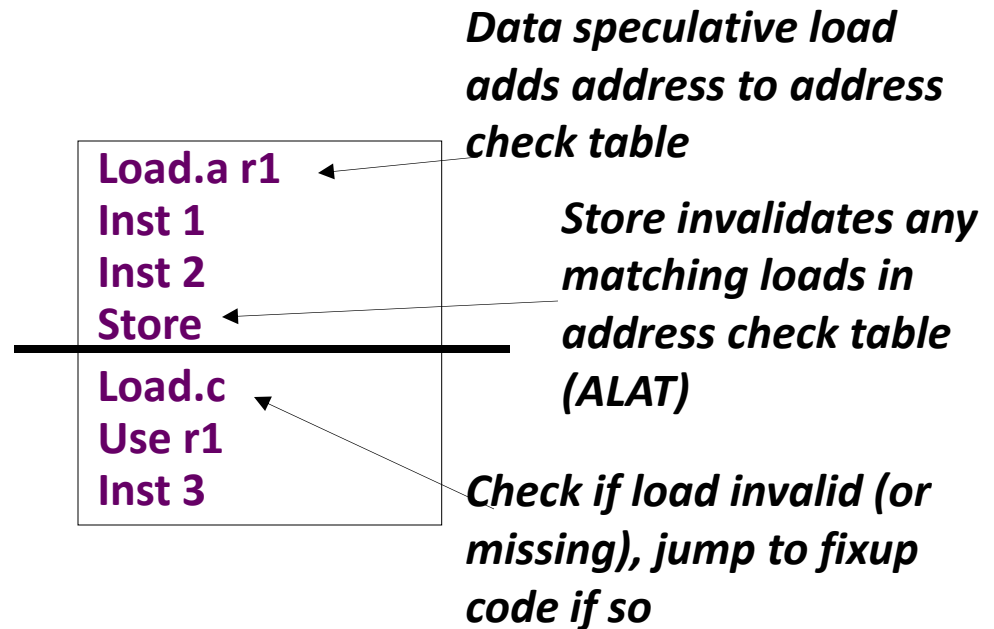 Data speculative load
adds address to address
check table
Load.a r1
Inst 1
Inst 2
Store
Store invalidates any
matching loads in
address check table
(ALAT)
Load.c
Use r1
Inst 3
Check if load invalid (or
missing), jump to fixup
code if so